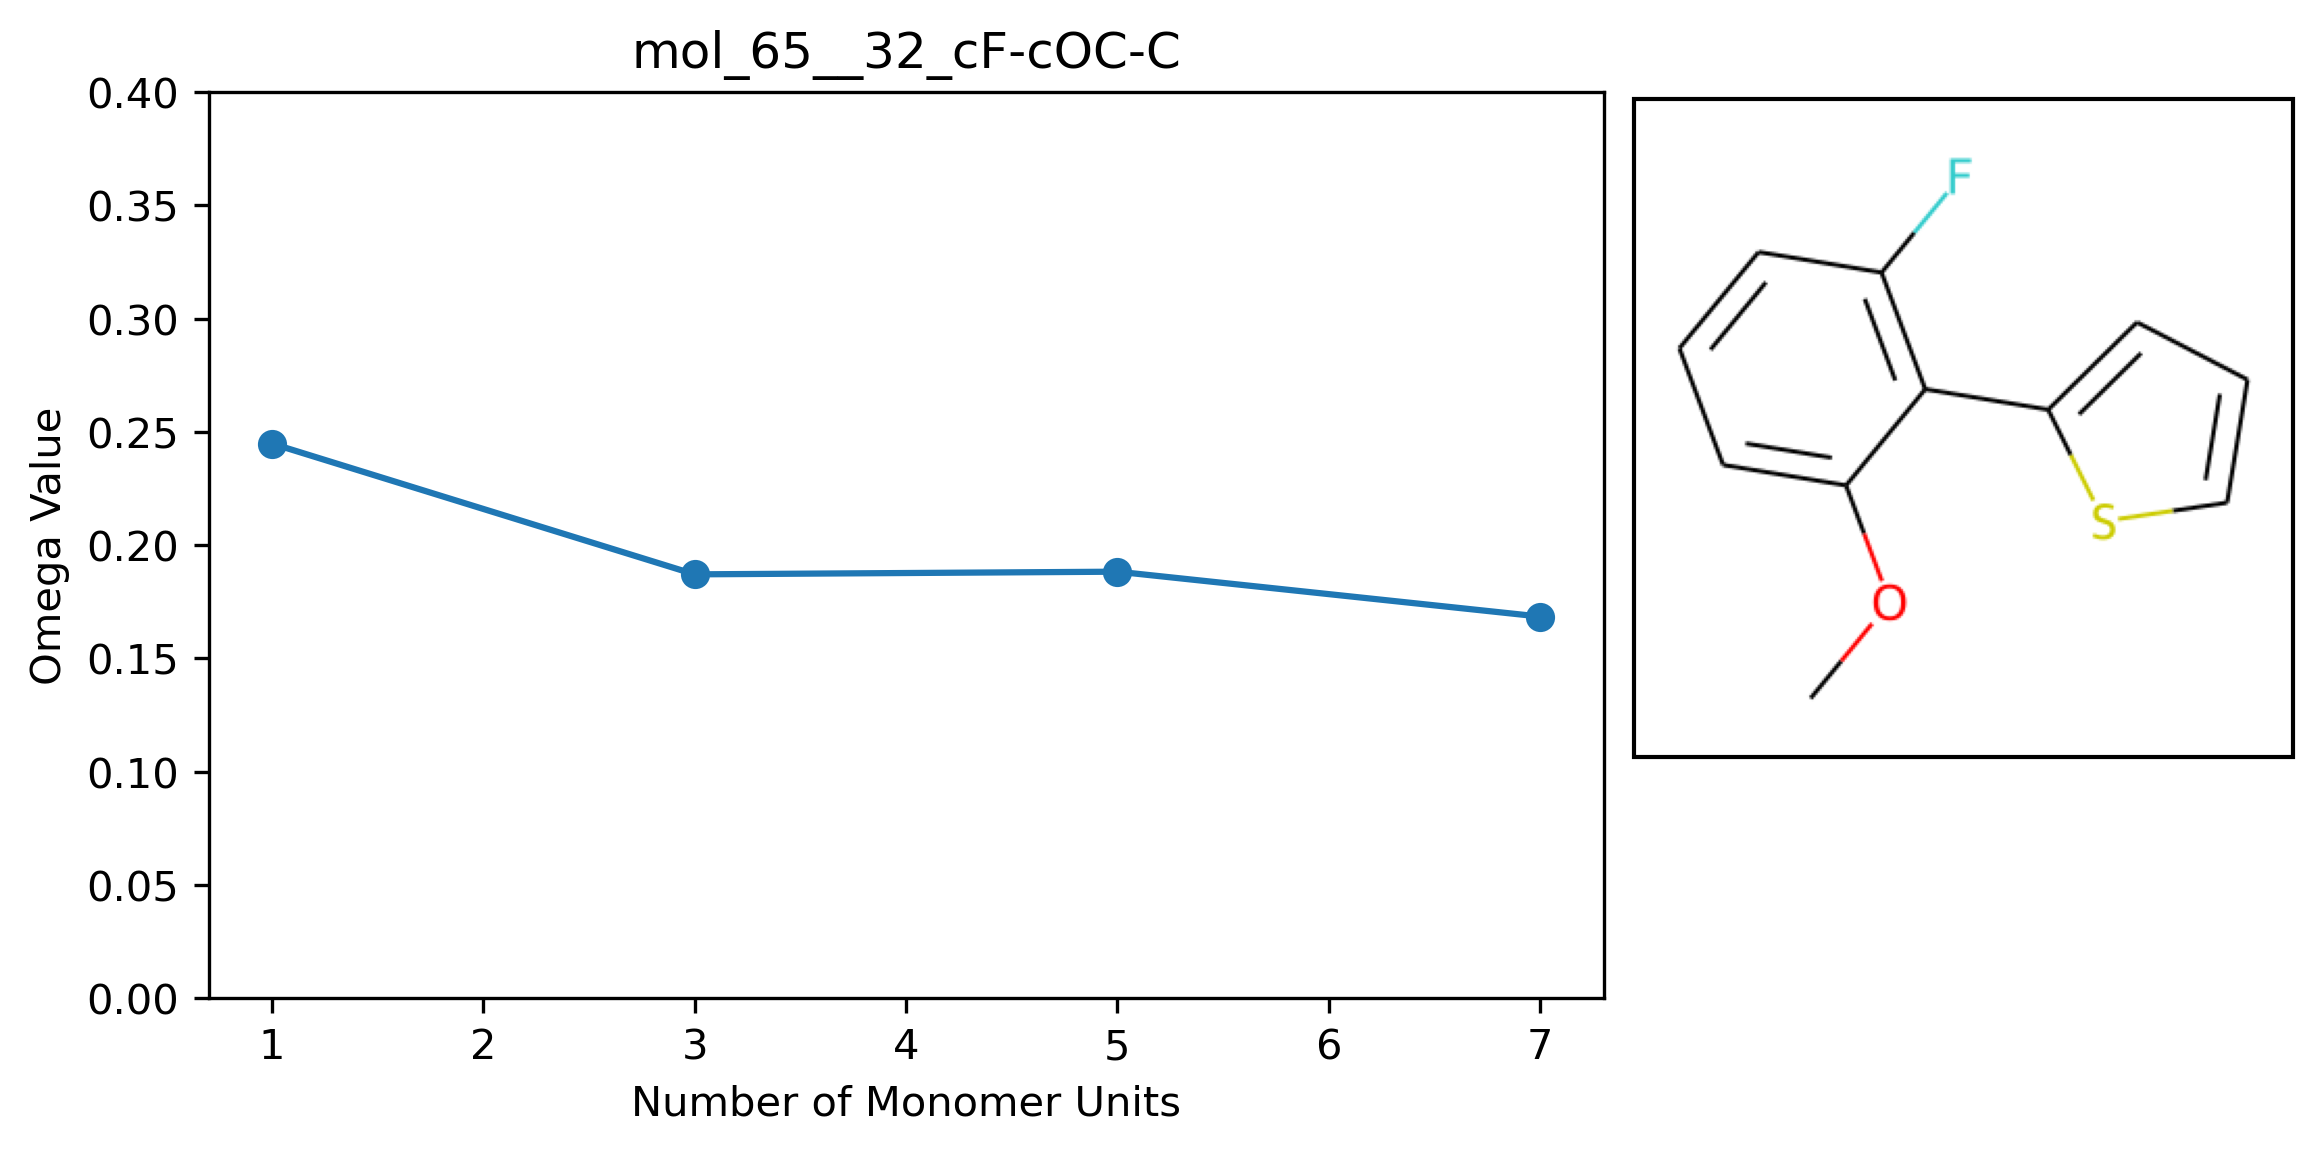 mol_65__32_cF-cOC-C
0.40
0.35
0.30
0.25
0.20
0.15
0.10
0.05
0.00
Omega Value
1 2 3 4 5 6 7
Number of Monomer Units
F
S
O